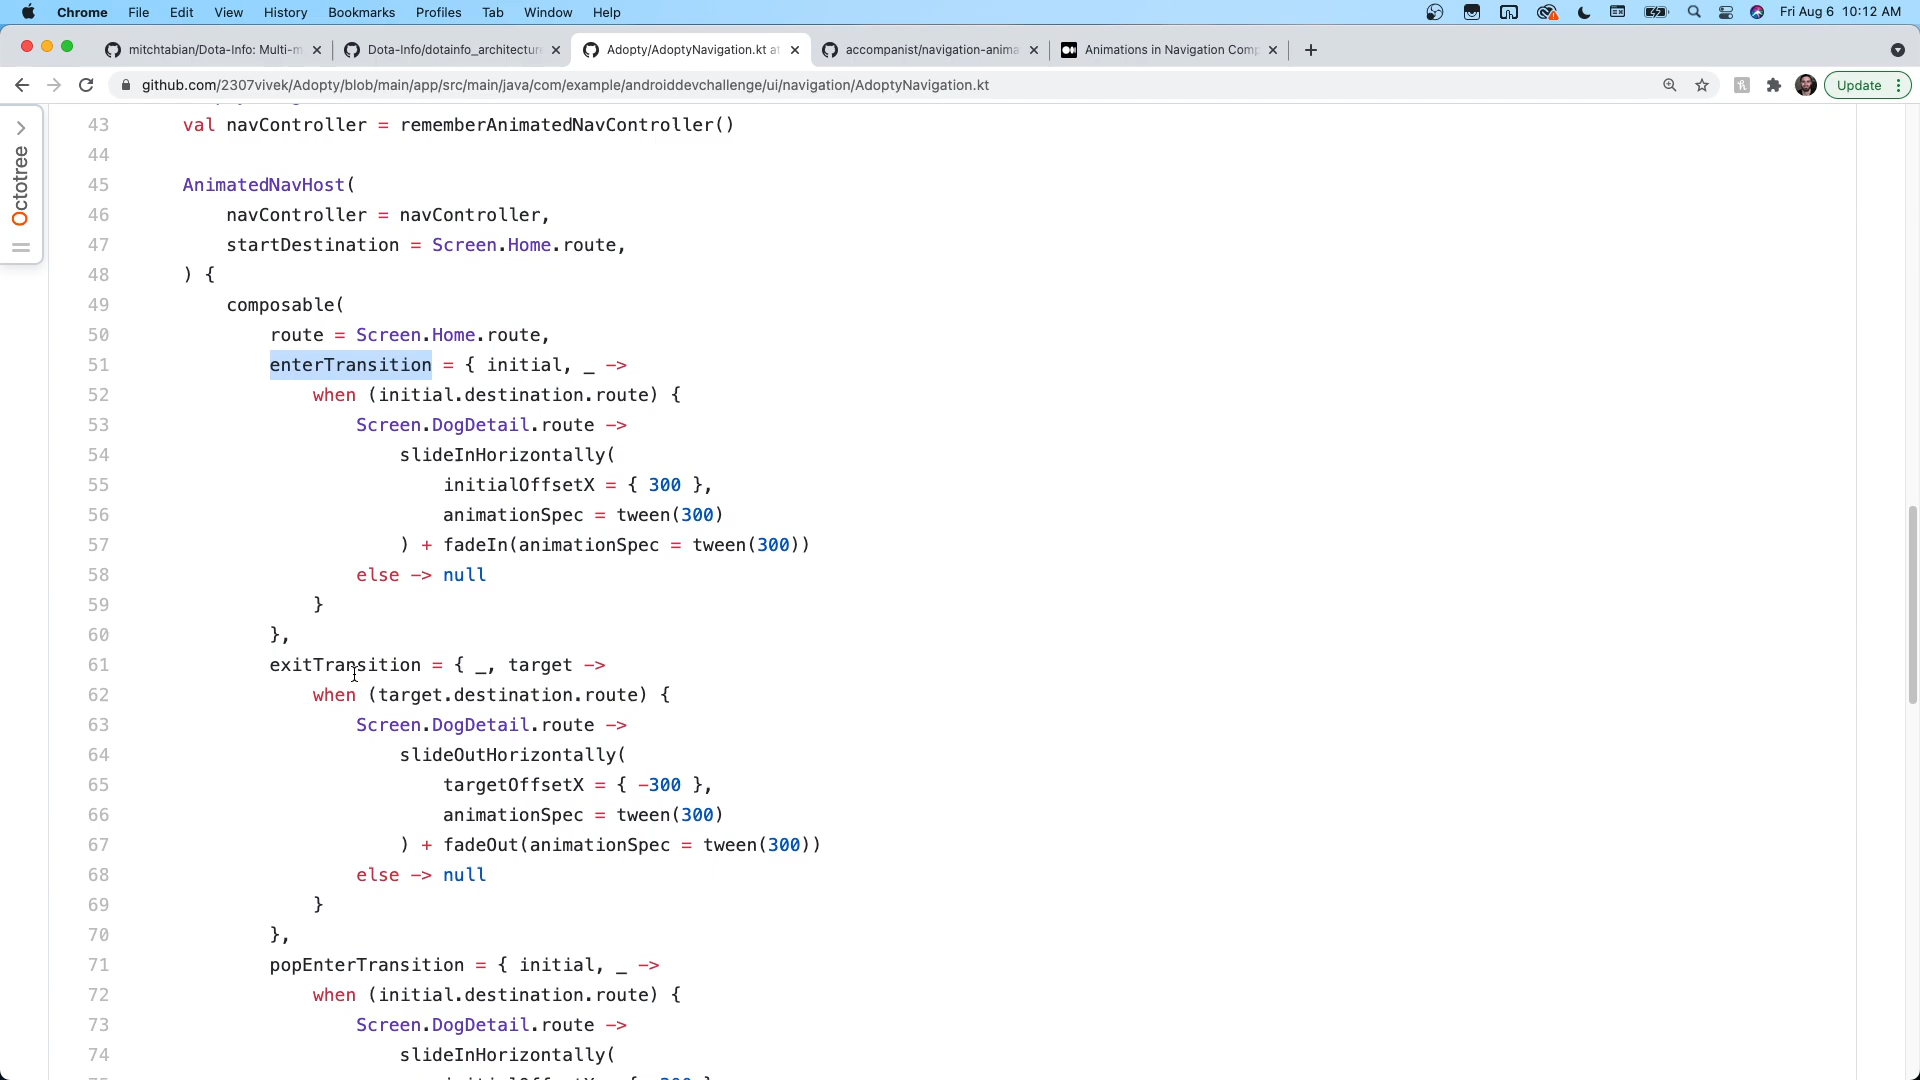 Chrome File Edit View History Bookmarks Profiles Tab Window Help Fri Aug 6 10:12 AM
mitchtabian/Dota-Info: Multi-m Dota-Info/dotainfo_architectur Adopty/AdoptyNavigation.kt at accompanist/navigation-anima Animations in Navigation Comp
github.com/2307vivek/Adopty/blob/main/app/src/main/java/com/example/androiddevchallenge/ui/navigation/AdoptyNavigation.kt Update
Octotree
43 val navController = rememberAnimatedNavController()
44
45 AnimatedNavHost(
46 navController = navController,
47 startDestination = Screen.Home.route,
48 ) {
49 composable(
50 route = Screen.Home.route,
51 enterTransition = { initial, _ ->
52 when (initial.destination.route) {
53 Screen.DogDetail.route ->
54 slideInHorizontally(
55 initialOffsetX = { 300 },
56 animationSpec = tween(300)
57 ) + fadeIn(animationSpec = tween(300))
58 else -> null
59 }
60 },
61 exitTransition = { _, target ->
62 when (target.destination.route) {
63 Screen.DogDetail.route ->
64 slideOutHorizontally(
65 targetOffsetX = { -300 },
66 animationSpec = tween(300)
67 ) + fadeOut(animationSpec = tween(300))
68 else -> null
69 }
70 },
71 popEnterTransition = { initial, _ ->
72 when (initial.destination.route) {
73 Screen.DogDetail.route ->
74 slideInHorizontally(